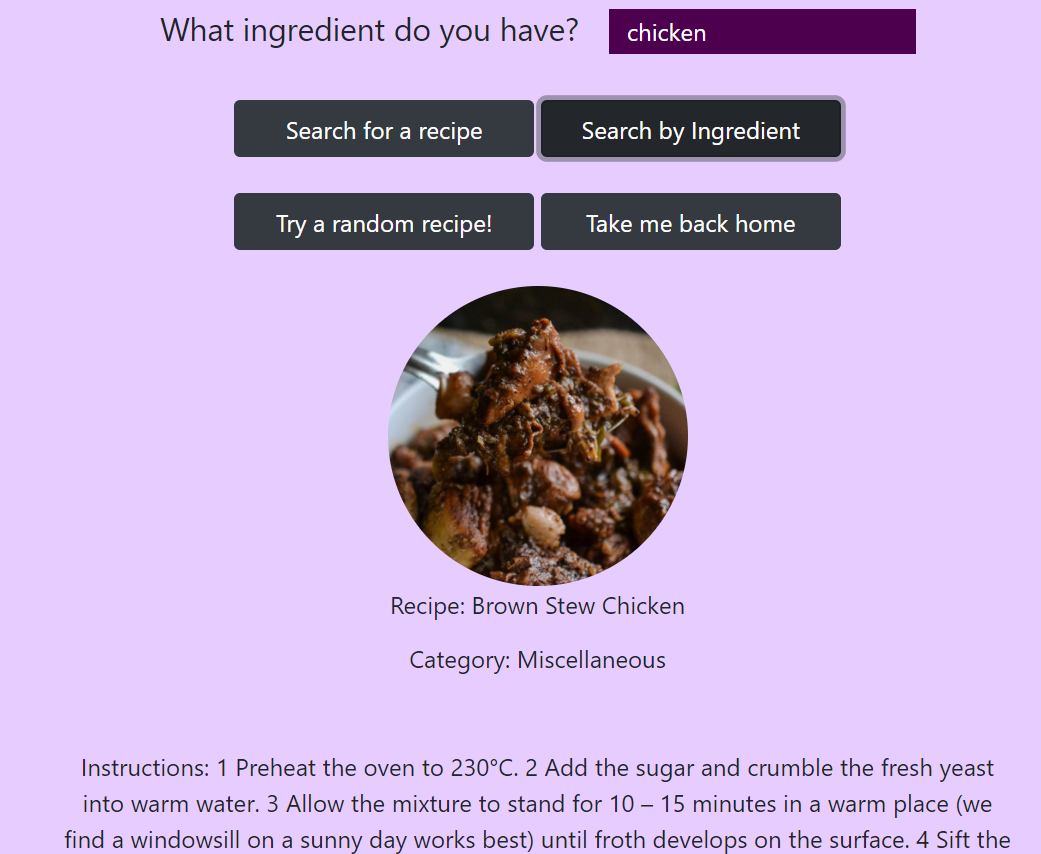 What ingredient do you have? chicken
Search for a recipe Search by Ingredient
Try a random recipe! Take me back home
Recipe: Brown Stew Chicken
Category: Miscellaneous
Instructions: 1 Preheat the oven to 230°C. 2 Add the sugar and crumble the fresh yeast
into warm water. 3 Allow the mixture to stand for 10 – 15 minutes in a warm place (we
find a windowsill on a sunny day works best) until froth develops on the surface. 4 Sift the